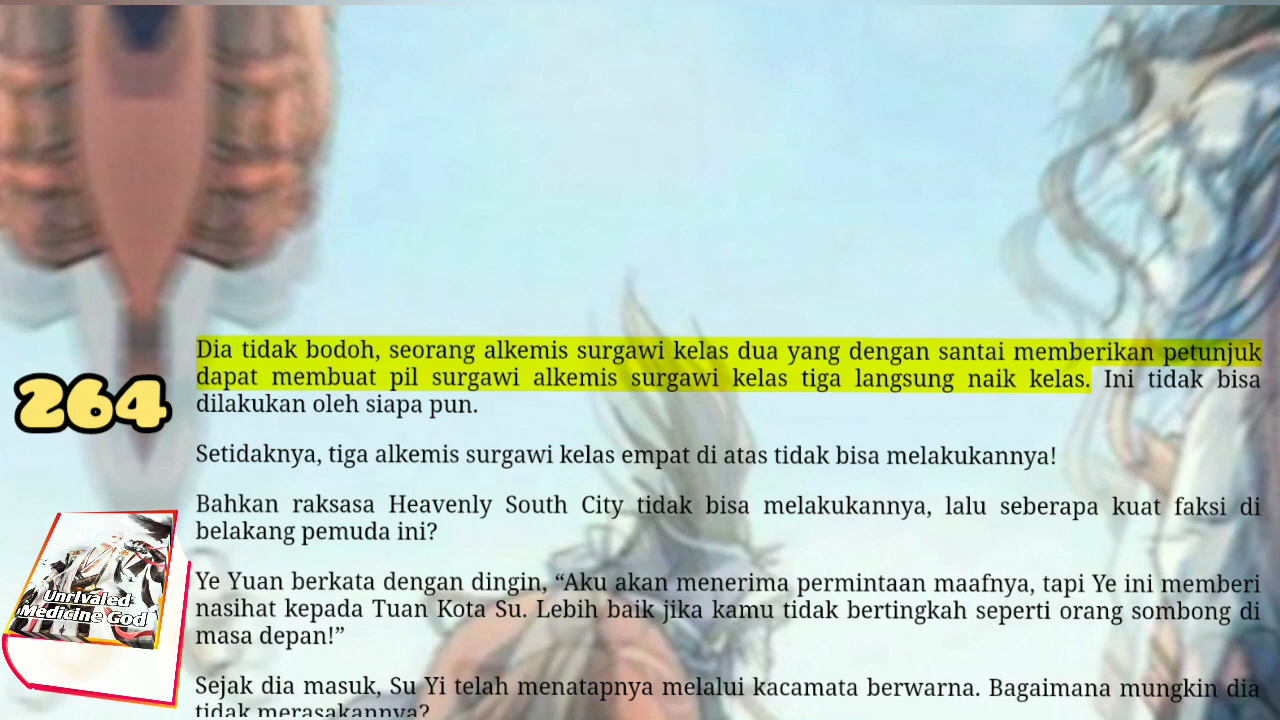 Dia tidak bodoh, seorang alkemis surgawi kelas dua yang dengan santai memberikan petunjuk
dapat membuat pil surgawi alkemis surgawi kelas tiga langsung naik kelas. Ini tidak bisa
dilakukan oleh siapa pun.
264
Setidaknya, tiga alkemis surgawi kelas empat di atas tidak bisa melakukannya!
Bahkan raksasa Heavenly South City tidak bisa melakukannya, lalu seberapa kuat faksi di
belakang pemuda ini?
Ye Yuan berkata dengan dingin, “Aku akan menerima permintaan maafnya, tapi Ye ini memberi
nasihat kepada Tuan Kota Su. Lebih baik jika kamu tidak bertingkah seperti orang sombong di
masa depan!”
Unrivaled
Medicine God
Sejak dia masuk, Su Yi telah menatapnya melalui kacamata berwarna. Bagaimana mungkin dia
tidak merasakannya?